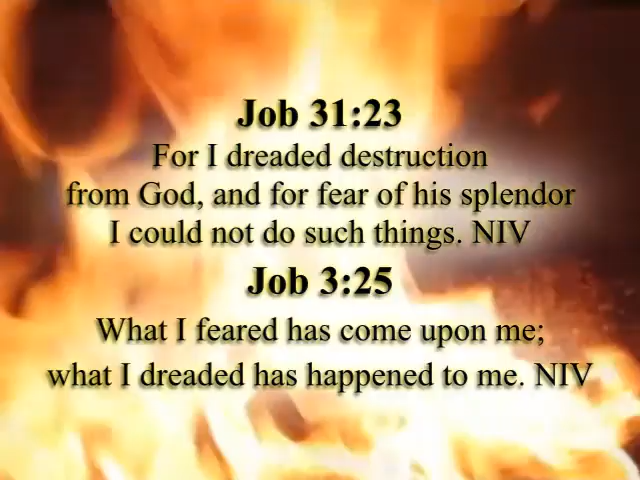 Job 31:23
For I dreaded destruction
from God, and for fear of his splendor
I could not do such things. NIV
Job 3:25
What I feared has come upon me;
what I dreaded has happened to me. NIV